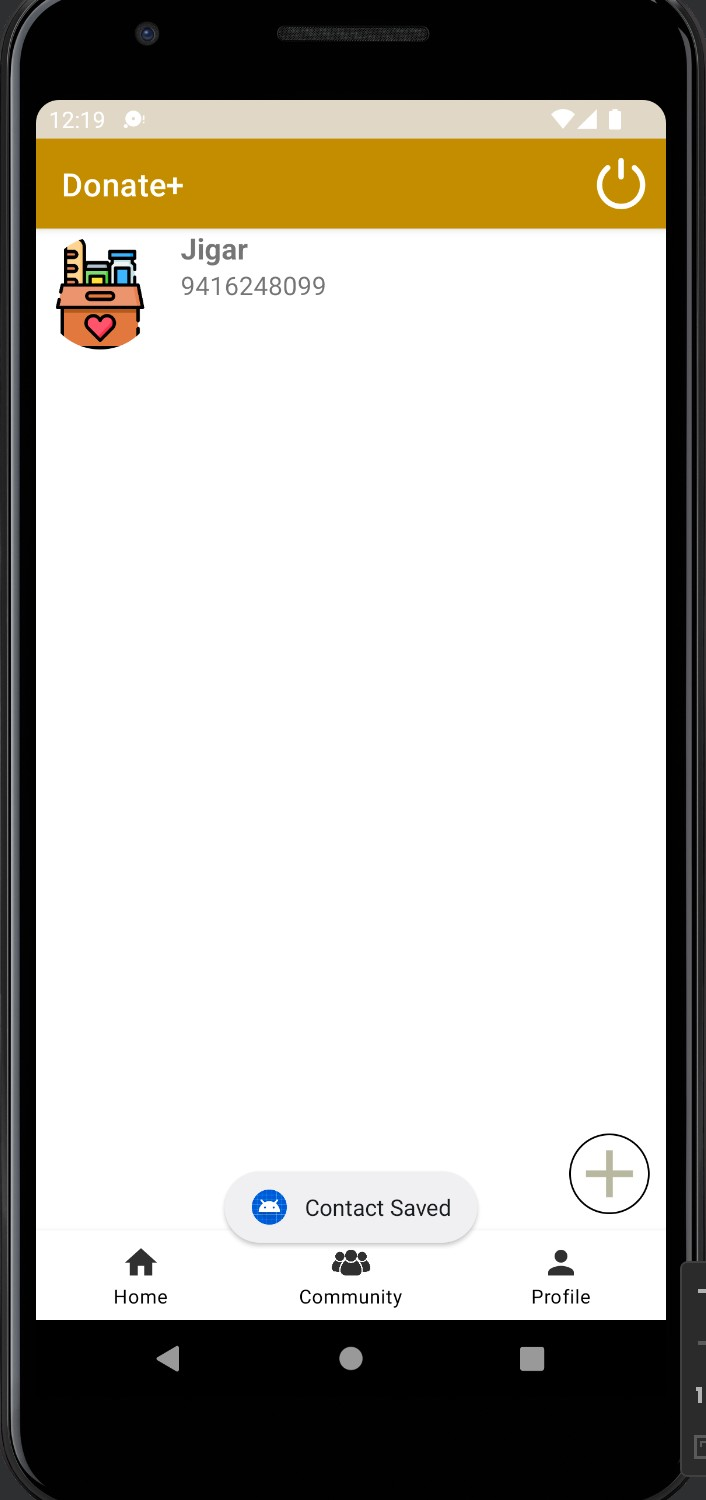 12:19
Donate+
Jigar
9416248099
Contact Saved
Home
Community
Profile